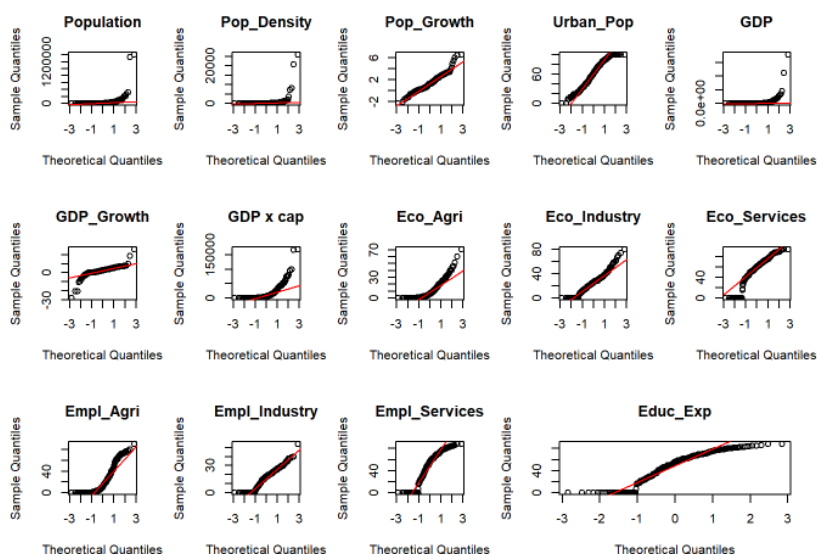 Population Pop_Density Pop_Growth Urban_Pop GDP
Sample Quantiles Sample Quantiles Sample Quantiles Sample Quantiles Sample Quantiles
0 1200000 0 20000 -2 2 6 0 60 0.0e+00
-3 -1 1 3 -3 -1 1 3 -3 -1 1 3 -3 -1 1 3 -3 -1 1 3
Theoretical Quantiles Theoretical Quantiles Theoretical Quantiles Theoretical Quantiles Theoretical Quantiles
GDP_Growth GDP x cap Eco_Agri Eco_Industry Eco_Services
Sample Quantiles Sample Quantiles Sample Quantiles Sample Quantiles Sample Quantiles
-30 0 0 150000 0 30 70 0 40 80 0 40
-3 -1 1 3 -3 -1 1 3 -3 -1 1 3 -3 -1 1 3 -3 -1 1 3
Theoretical Quantiles Theoretical Quantiles Theoretical Quantiles Theoretical Quantiles Theoretical Quantiles
Empl_Agri Empl_Industry Empl_Services Educ_Exp
Sample Quantiles Sample Quantiles Sample Quantiles Sample Quantiles
0 40 0 30 0 40 0 40
-3 -1 1 3 -3 -1 1 3 -3 -1 1 3 -3 -2 -1 0 1 2 3
Theoretical Quantiles Theoretical Quantiles Theoretical Quantiles Theoretical Quantiles